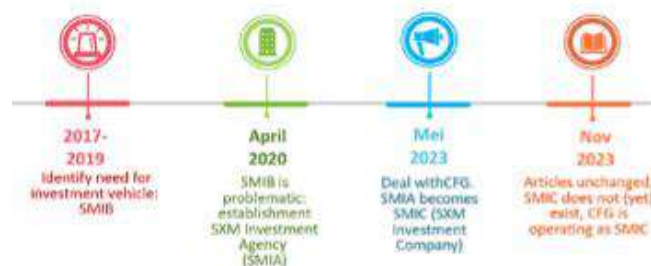 2017-
2019
Identify need for
investment vehicle:
SMIB
April
2020
SMIB is
problematic:
establishment
SXM Investment
Agency
(SMIA)
Mei
2023
Deal withCFG.
SMIA becomes
SMIC (SXM
Investment
Company)
Nov
2023
Articles unchanged:
SMIC does not (yet)
exist, CFG is
operating as SMIC